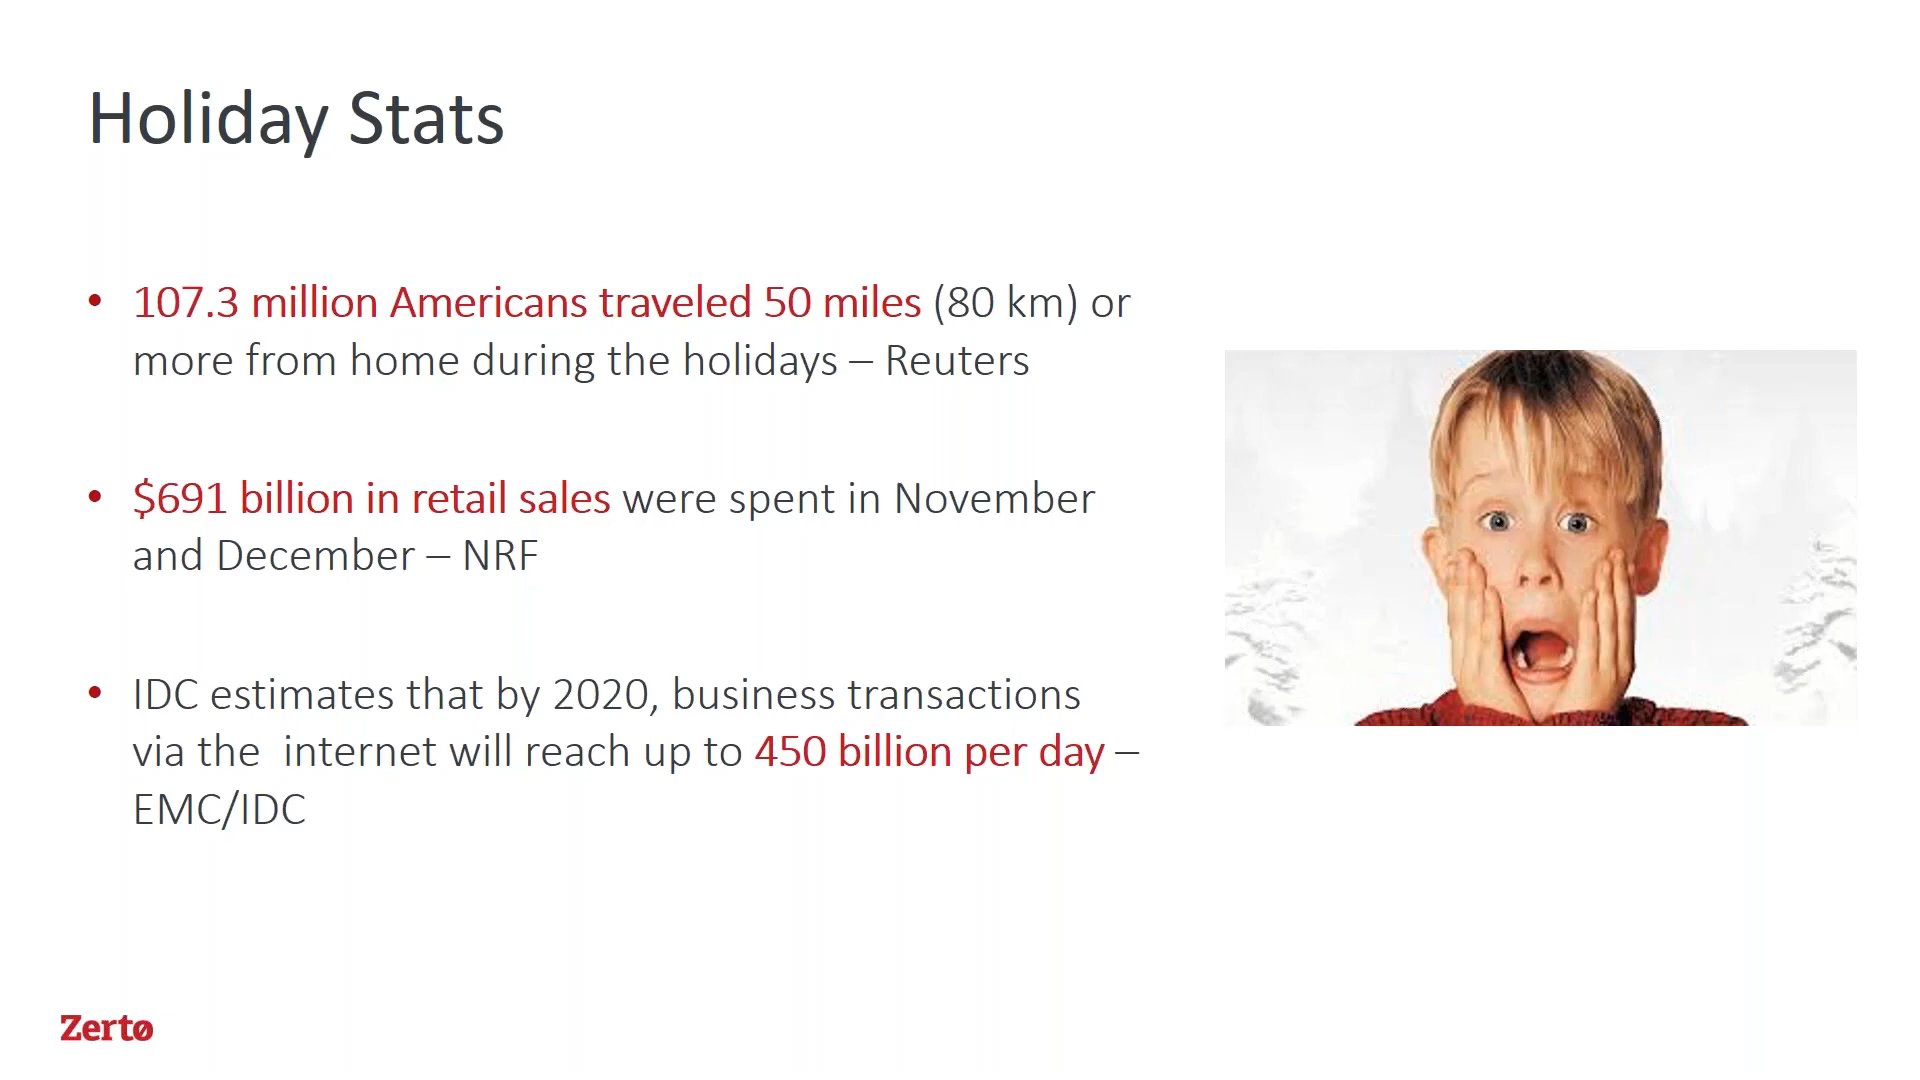 Holiday Stats
• 107.3 million Americans traveled 50 miles (80 km) or
more from home during the holidays – Reuters
• $691 billion in retail sales were spent in November
and December – NRF
• IDC estimates that by 2020, business transactions
via the  internet will reach up to 450 billion per day –
EMC/IDC
Zerto